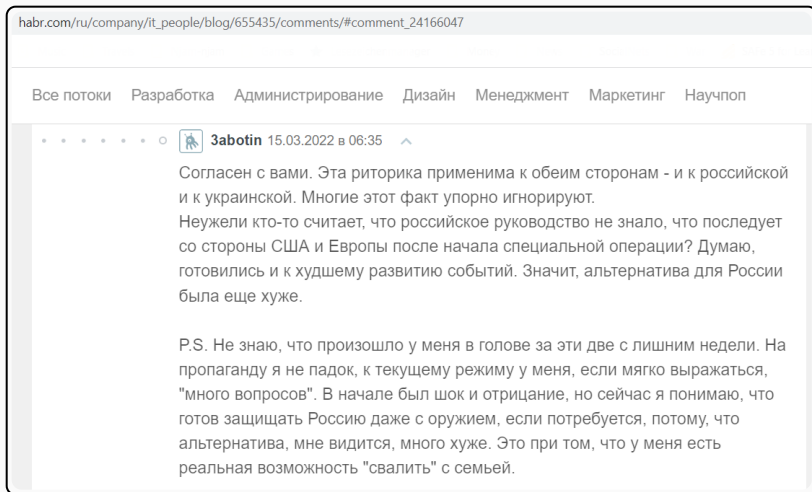 habr.com/ru/company/it_people/blog/655435/comments/#comment_24166047
Все потоки Разработка Администрирование Дизайн Менеджмент Маркетинг Научпоп
3abotin 15.03.2022 в 06:35
Согласен с вами. Эта риторика применима к обеим сторонам - и к российской
и к украинской. Многие этот факт упорно игнорируют.
Неужели кто-то считает, что российское руководство не знало, что последует
со стороны США и Европы после начала специальной операции? Думаю,
готовились и к худшему развитию событий. Значит, альтернатива для России
была еще хуже.
P.S. Не знаю, что произошло у меня в голове за эти две с лишним недели. На
пропаганду я не падок, к текущему режиму у меня, если мягко выражаться,
"много вопросов". В начале был шок и отрицание, но сейчас я понимаю, что
готов защищать Россию даже с оружием, если потребуется, потому, что
альтернатива, мне видится, много хуже. Это при том, что у меня есть
реальная возможность "свалить" с семьей.